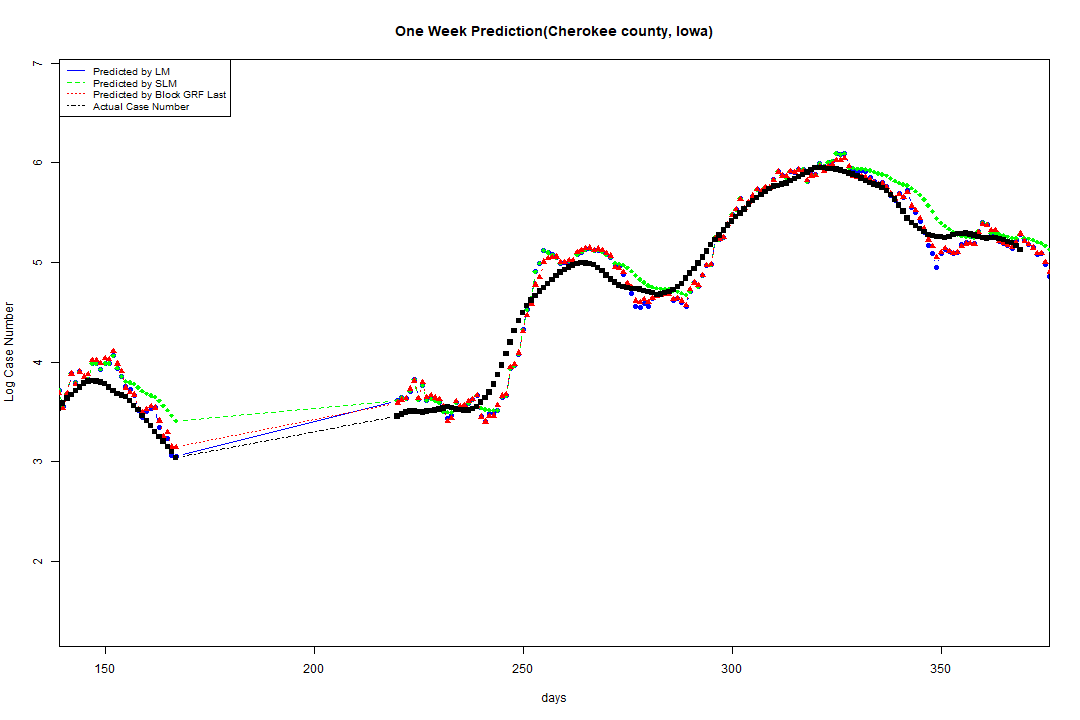 One Week Prediction(Cherokee county, Iowa)
7
Predicted by LM
Predicted by SLM
Predicted by Block GRF Last
Actual Case Number
6
5
4
3
2
Log Case Number
150 200 250 300 350
days